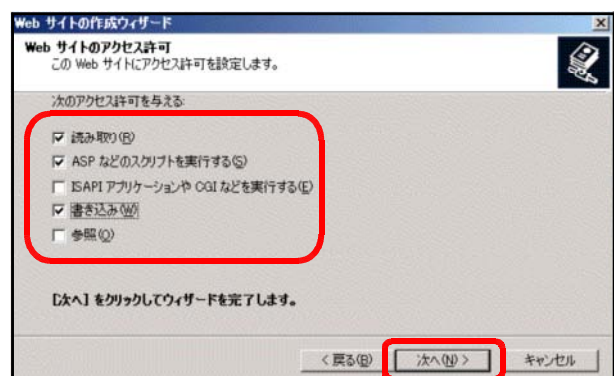 Web サイトの作成ウィザード
Web サイトのアクセス許可
この Web サイトにアクセス許可を設定します。
次のアクセス許可を与える:
読み取り(R)
ASP などのスクリプトを実行する(S)
ISAPI アプリケーションや CGI などを実行する(E)
書き込み(W)
参照(O)
[次へ] をクリックしてウィザードを完了します。
< 戻る(B) 次へ(N) > キャンセル